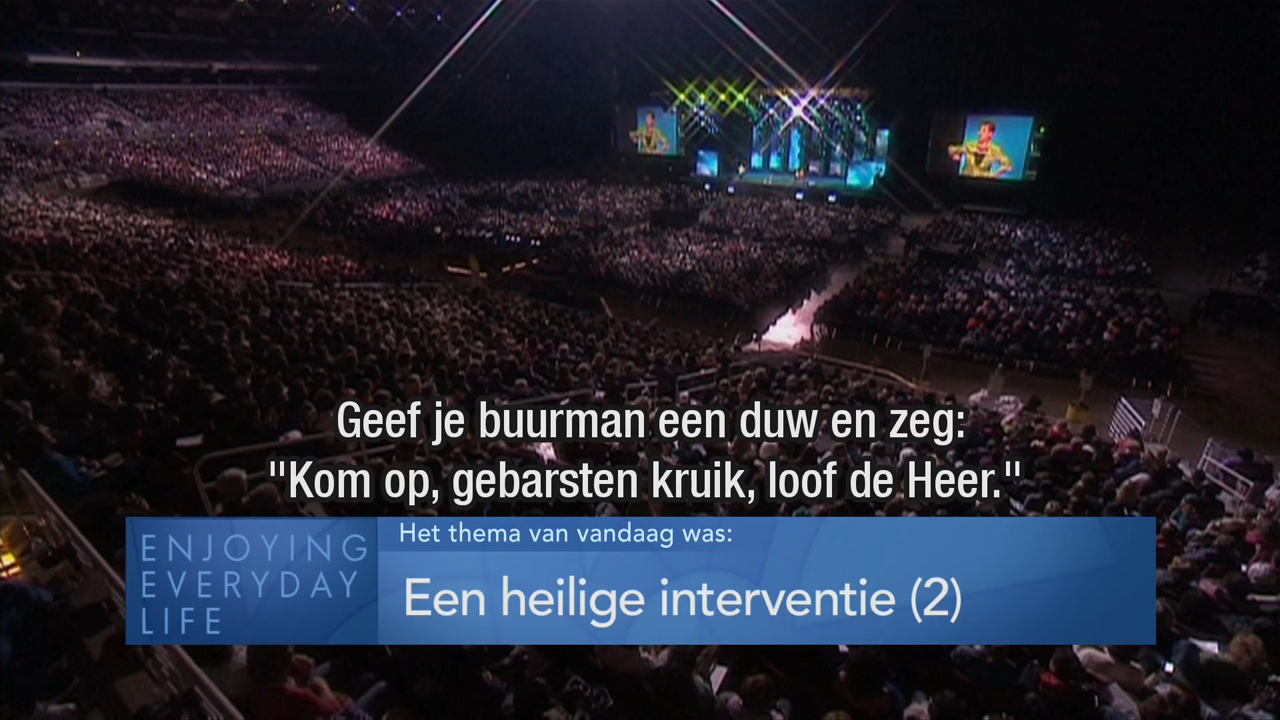 Geef je buurman een duw en zeg:
"Kom op, gebarsten kruik, loof de Heer."
Het thema van vandaag was:
ENJOYING
EVERYDAY
LIFE
Een heilige interventie (2)